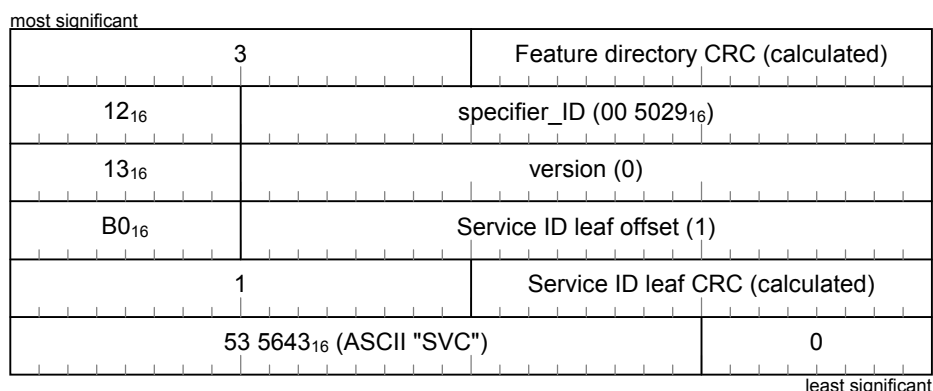 most significant
3 Feature directory CRC (calculated)
12₁₆ specifier_ID (00 5029₁₆)
13₁₆ version (0)
B0₁₆ Service ID leaf offset (1)
1 Service ID leaf CRC (calculated)
53 5643₁₆ (ASCII "SVC") 0
least significant